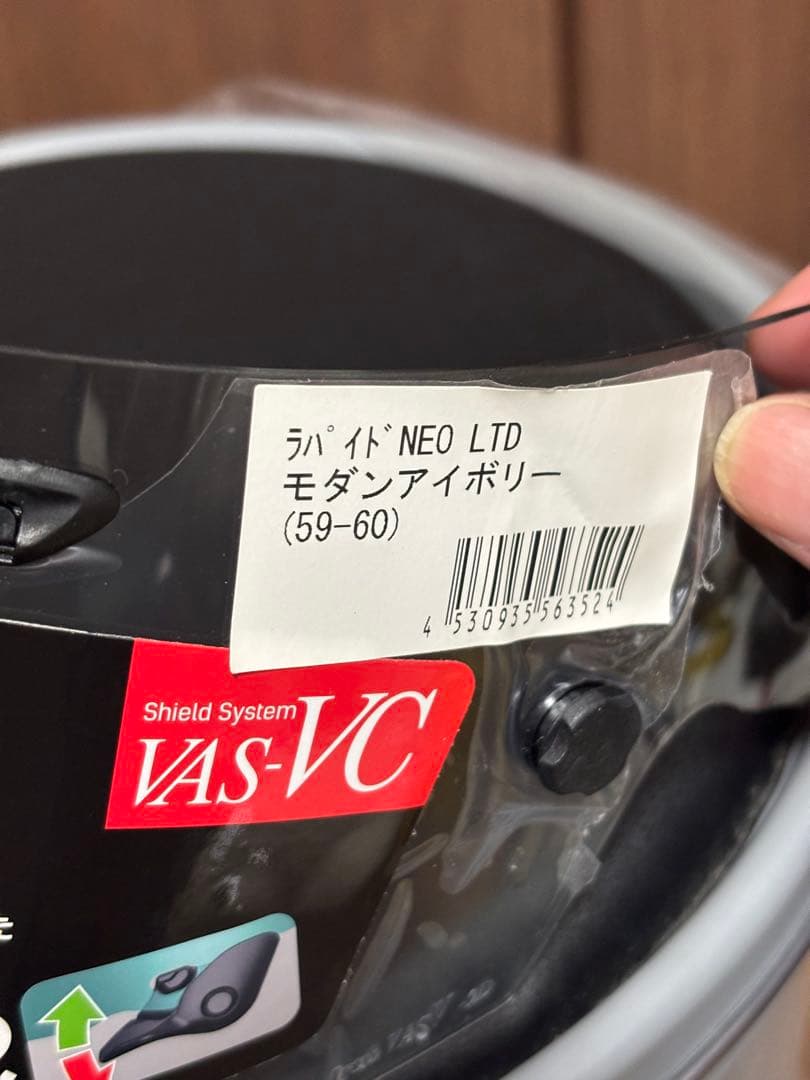 ﾗﾊﾟｲﾄﾞNEO LTD
モダンアイボリー
(59-60)
4 530935 563524
Shield System
VAS-VC